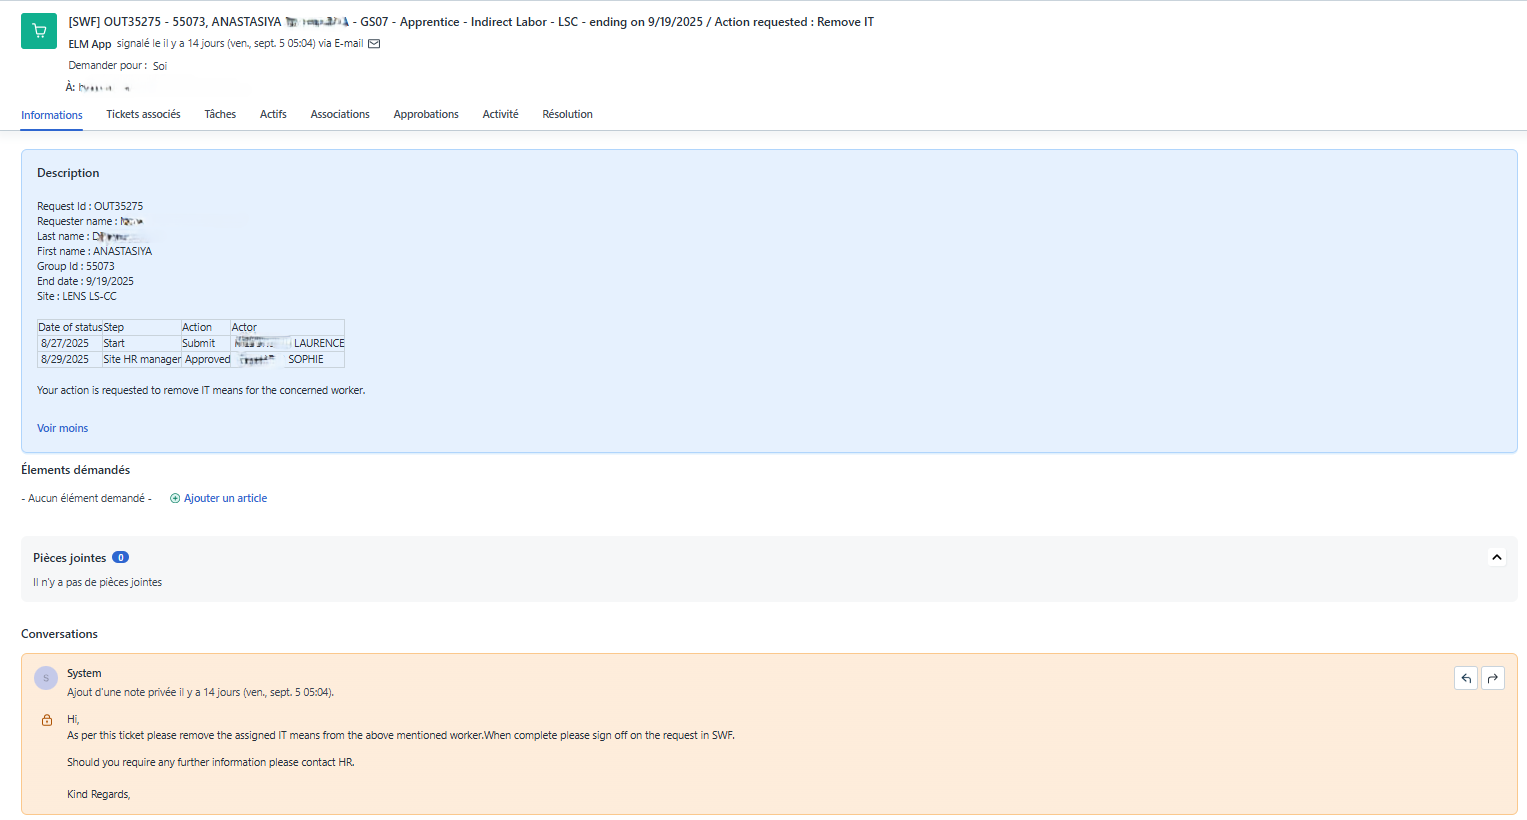 [SWF] OUT35275 - 55073, ANASTASIYA - GS07 - Apprentice - Indirect Labor - LSC - ending on 9/19/2025 / Action requested : Remove IT
ELM App signalé le il y a 14 jours (ven., sept. 5 05:04) via E-mail
Demander pour : Soi
À:
Informations Tickets associés Tâches Actifs Associations Approbations Activité Résolution
Description
Request Id : OUT35275
Requester name :
Last name :
First name : ANASTASIYA
Group Id : 55073
End date : 9/19/2025
Site : LENS LS-CC
Date of status Step Action Actor
8/27/2025 Start Submit LAURENCE
8/29/2025 Site HR manager Approved SOPHIE
Your action is requested to remove IT means for the concerned worker.
Voir moins
Élements démandés
- Aucun élément demandé - Ajouter un article
Pièces jointes 0
Il n'y a pas de pièces jointes
Conversations
S System
Ajout d'une note privée il y a 14 jours (ven., sept. 5 05:04).
Hi,
As per this ticket please remove the assigned IT means from the above mentioned worker.When complete please sign off on the request in SWF.
Should you require any further information please contact HR.
Kind Regards,